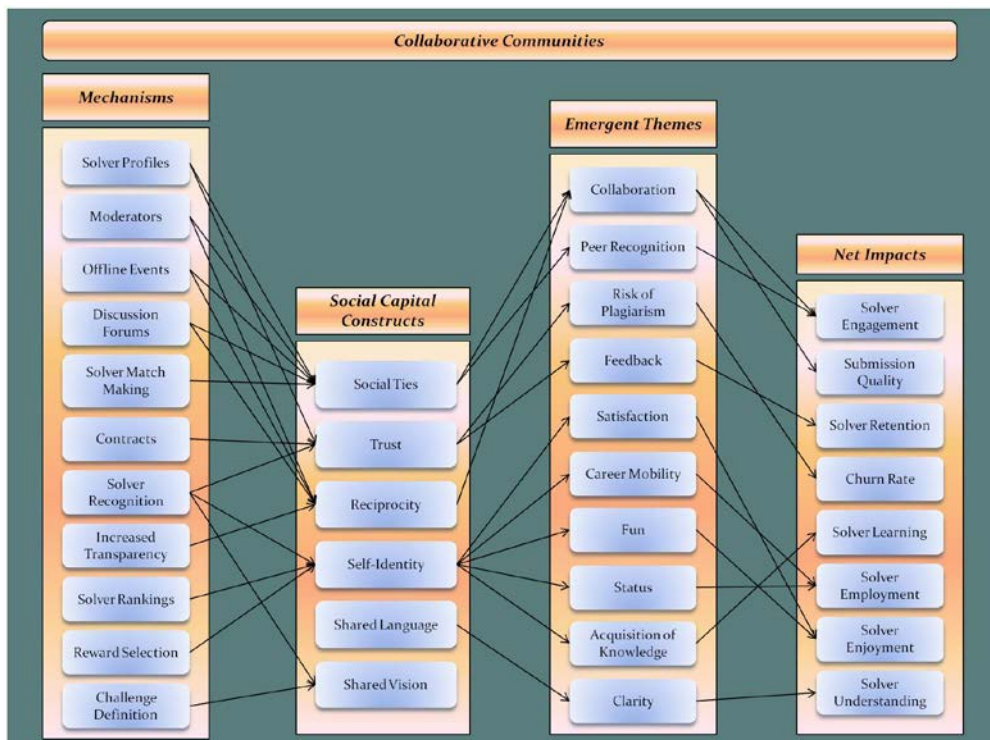 Collaborative Communities
Mechanisms
Solver Profiles
Moderators
Offline Events
Discussion
Forums
Solver Match
Making
Contracts
Solver
Recognition
Increased
Transparency
Solver Rankings
Reward Selection
Challenge
Definition
Social Capital
Constructs
Social Ties
Trust
Reciprocity
Self-Identity
Shared Language
Shared Vision
Emergent Themes
Collaboration
Peer Recognition
Risk of
Plagiarism
Feedback
Satisfaction
Career Mobility
Fun
Status
Acquisition of
Knowledge
Clarity
Net Impacts
Solver
Engagement
Submission
Quality
Solver Retention
Churn Rate
Solver Learning
Solver
Employment
Solver
Enjoyment
Solver
Understanding